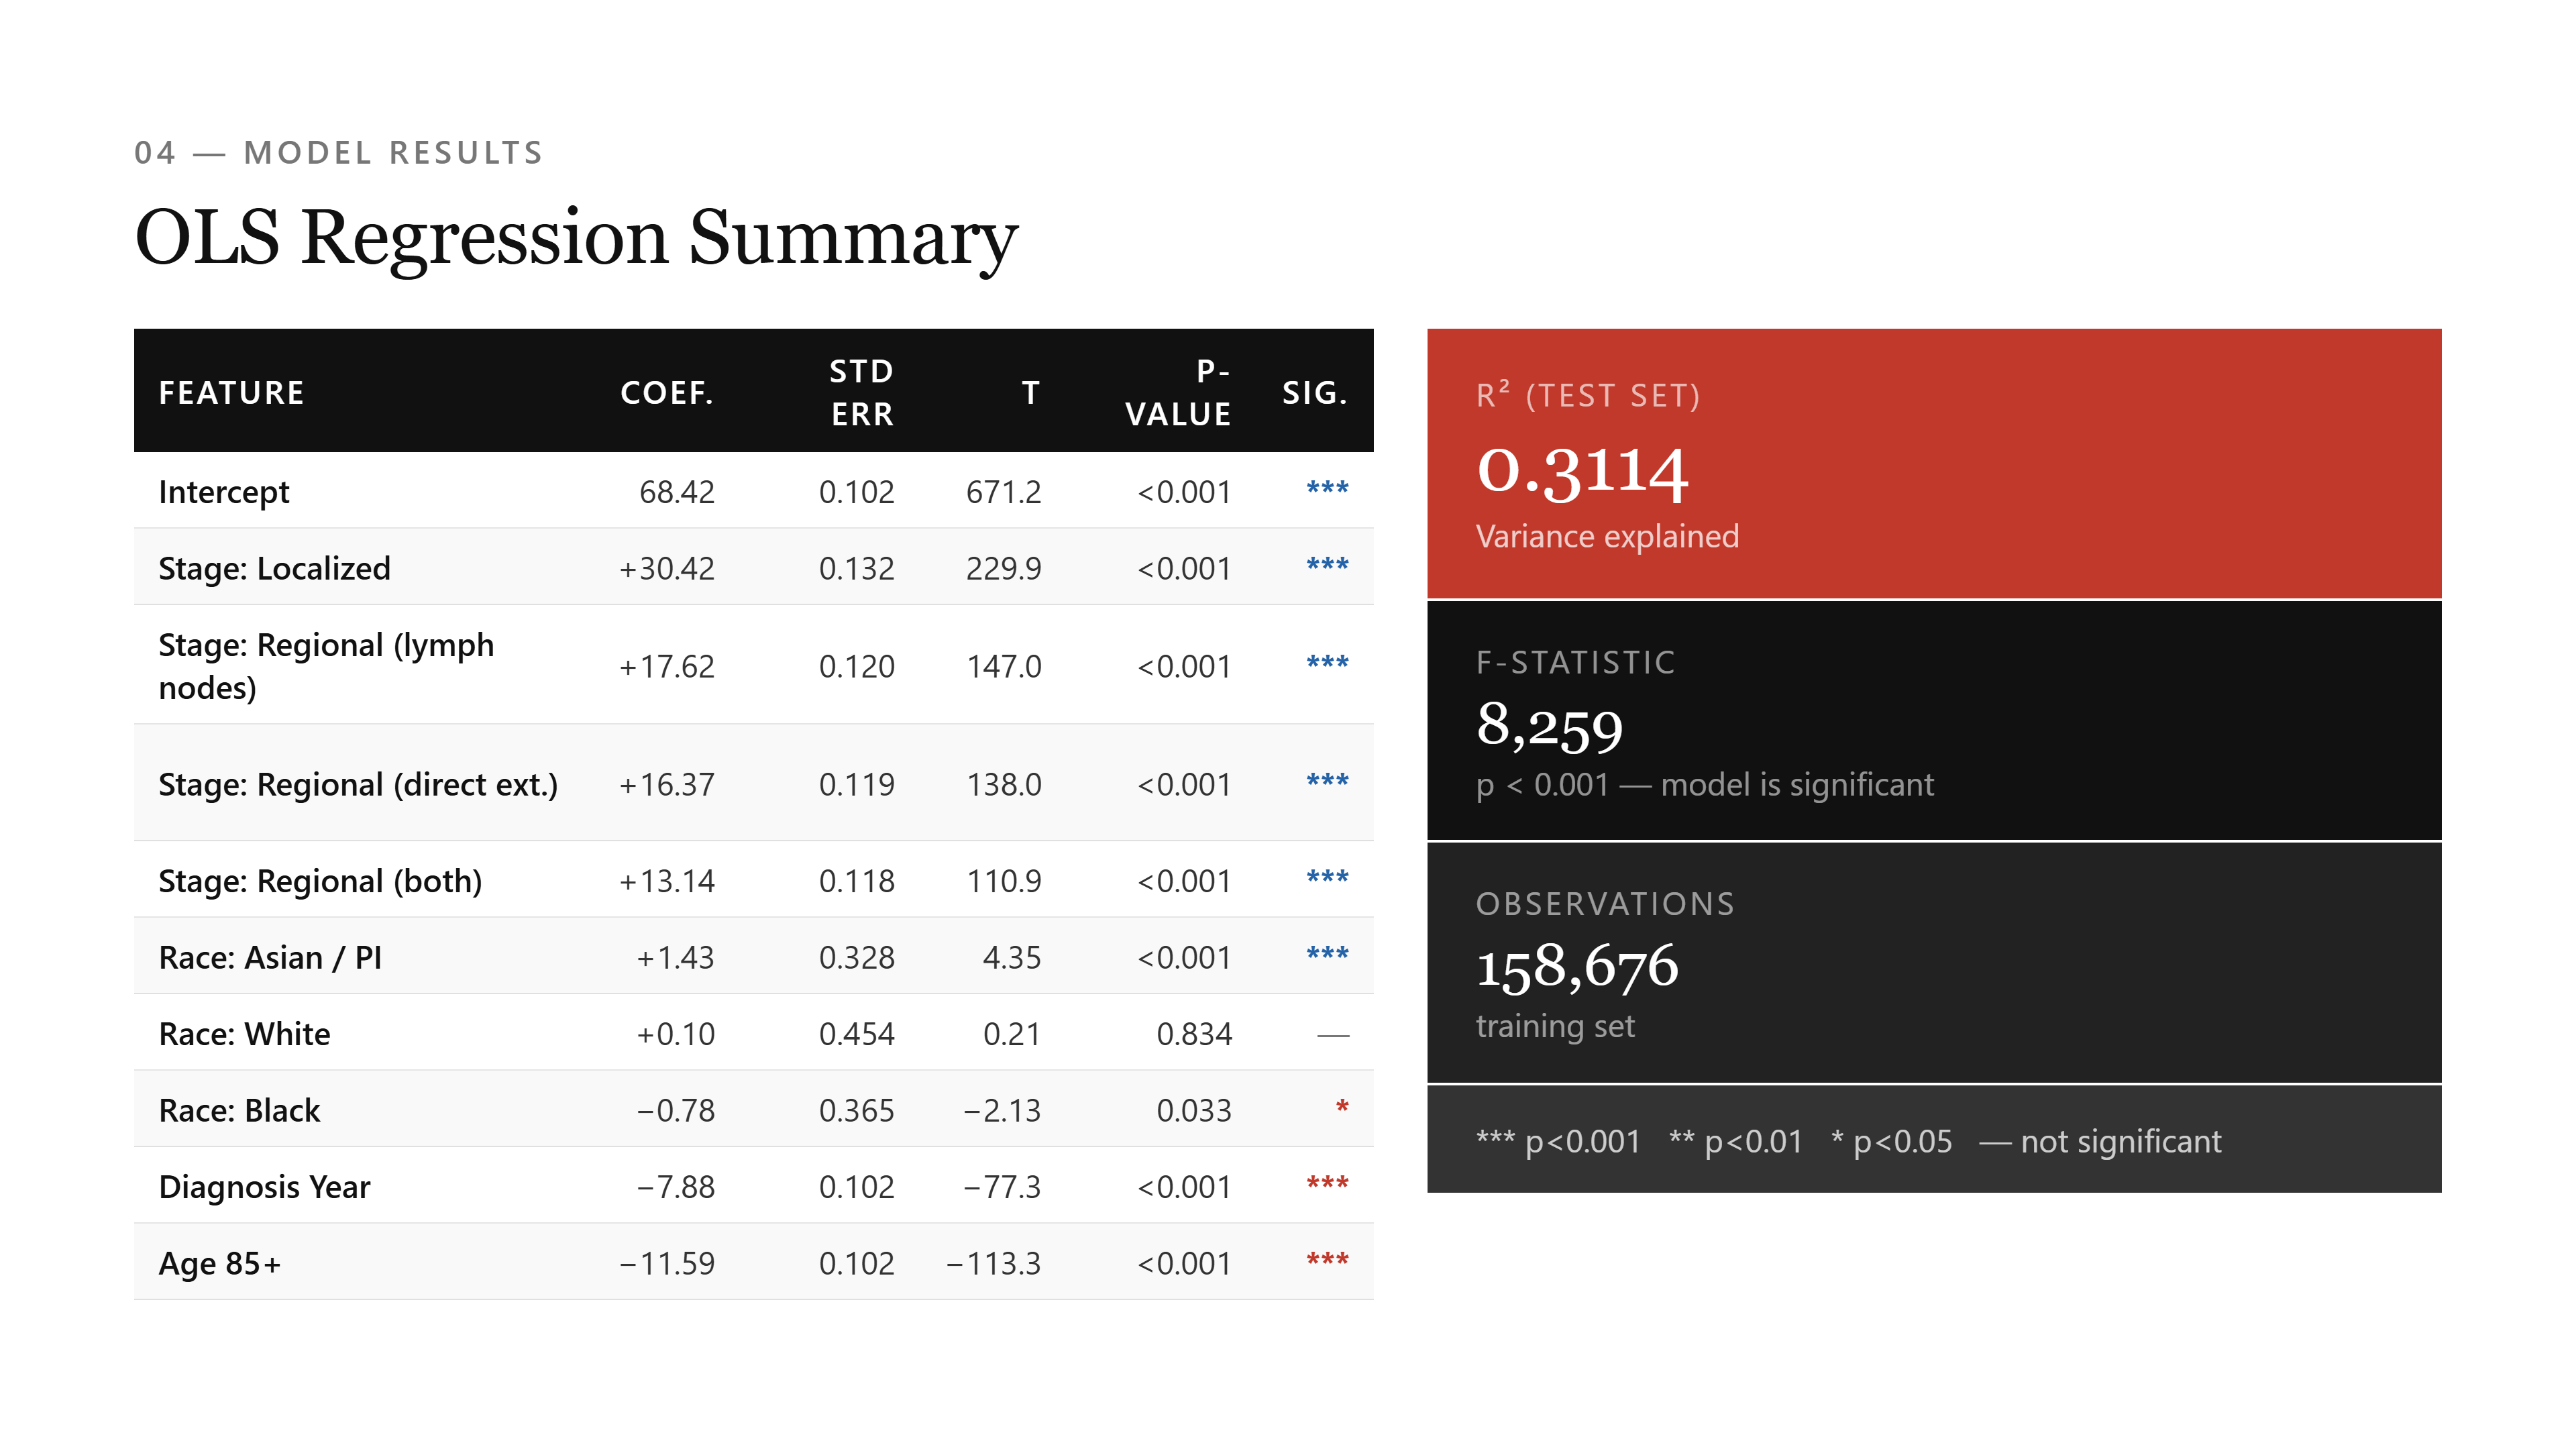 04 — MODEL RESULTS
OLS Regression Summary
FEATURE COEF. STD ERR T P-VALUE SIG.
Intercept 68.42 0.102 671.2 <0.001 ***
Stage: Localized +30.42 0.132 229.9 <0.001 ***
Stage: Regional (lymph nodes) +17.62 0.120 147.0 <0.001 ***
Stage: Regional (direct ext.) +16.37 0.119 138.0 <0.001 ***
Stage: Regional (both) +13.14 0.118 110.9 <0.001 ***
Race: Asian / PI +1.43 0.328 4.35 <0.001 ***
Race: White +0.10 0.454 0.21 0.834 —
Race: Black −0.78 0.365 −2.13 0.033 *
Diagnosis Year −7.88 0.102 −77.3 <0.001 ***
Age 85+ −11.59 0.102 −113.3 <0.001 ***
R² (TEST SET)
0.3114
Variance explained
F-STATISTIC
8,259
p < 0.001 — model is significant
OBSERVATIONS
158,676
training set
*** p<0.001 ** p<0.01 * p<0.05 — not significant